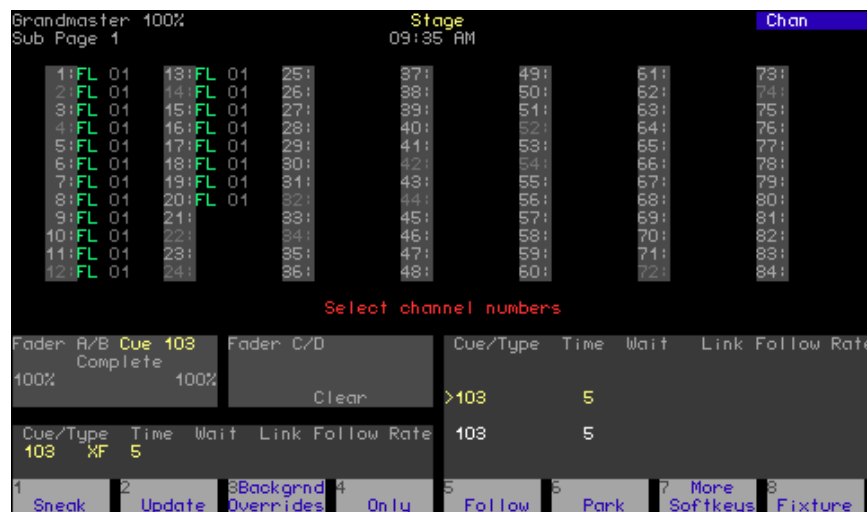 Grandmaster 100% Stage Chan
Sub Page 1 09:35 AM
1:FL 01 13:FL 01 25: 37: 49: 61: 73:
2:FL 01 14:FL 01 26: 38: 50: 62: 74:
3:FL 01 15:FL 01 27: 39: 51: 63: 75:
4:FL 01 16:FL 01 28: 40: 52: 64: 76:
5:FL 01 17:FL 01 29: 41: 53: 65: 77:
6:FL 01 18:FL 01 30: 42: 54: 66: 78:
7:FL 01 19:FL 01 31: 43: 55: 67: 79:
8:FL 01 20:FL 01 32: 44: 56: 68: 80:
9:FL 01 21: 33: 45: 57: 69: 81:
10:FL 01 22: 34: 46: 58: 70: 82:
11:FL 01 23: 35: 47: 59: 71: 83:
12:FL 01 24: 36: 48: 60: 72: 84:
Select channel numbers
Fader A/B Cue 103
Complete
100% 100%
Fader C/D
Clear
Cue/Type Time Wait Link Follow Rate
103 XF 5
Cue/Type Time Wait Link Follow Rate
>103 5
103 5
1 Sneak
2 Update
3 Backgrnd
Overrides
4 Only
5 Follow
6 Park
7 More
Softkeys
8 Fixture